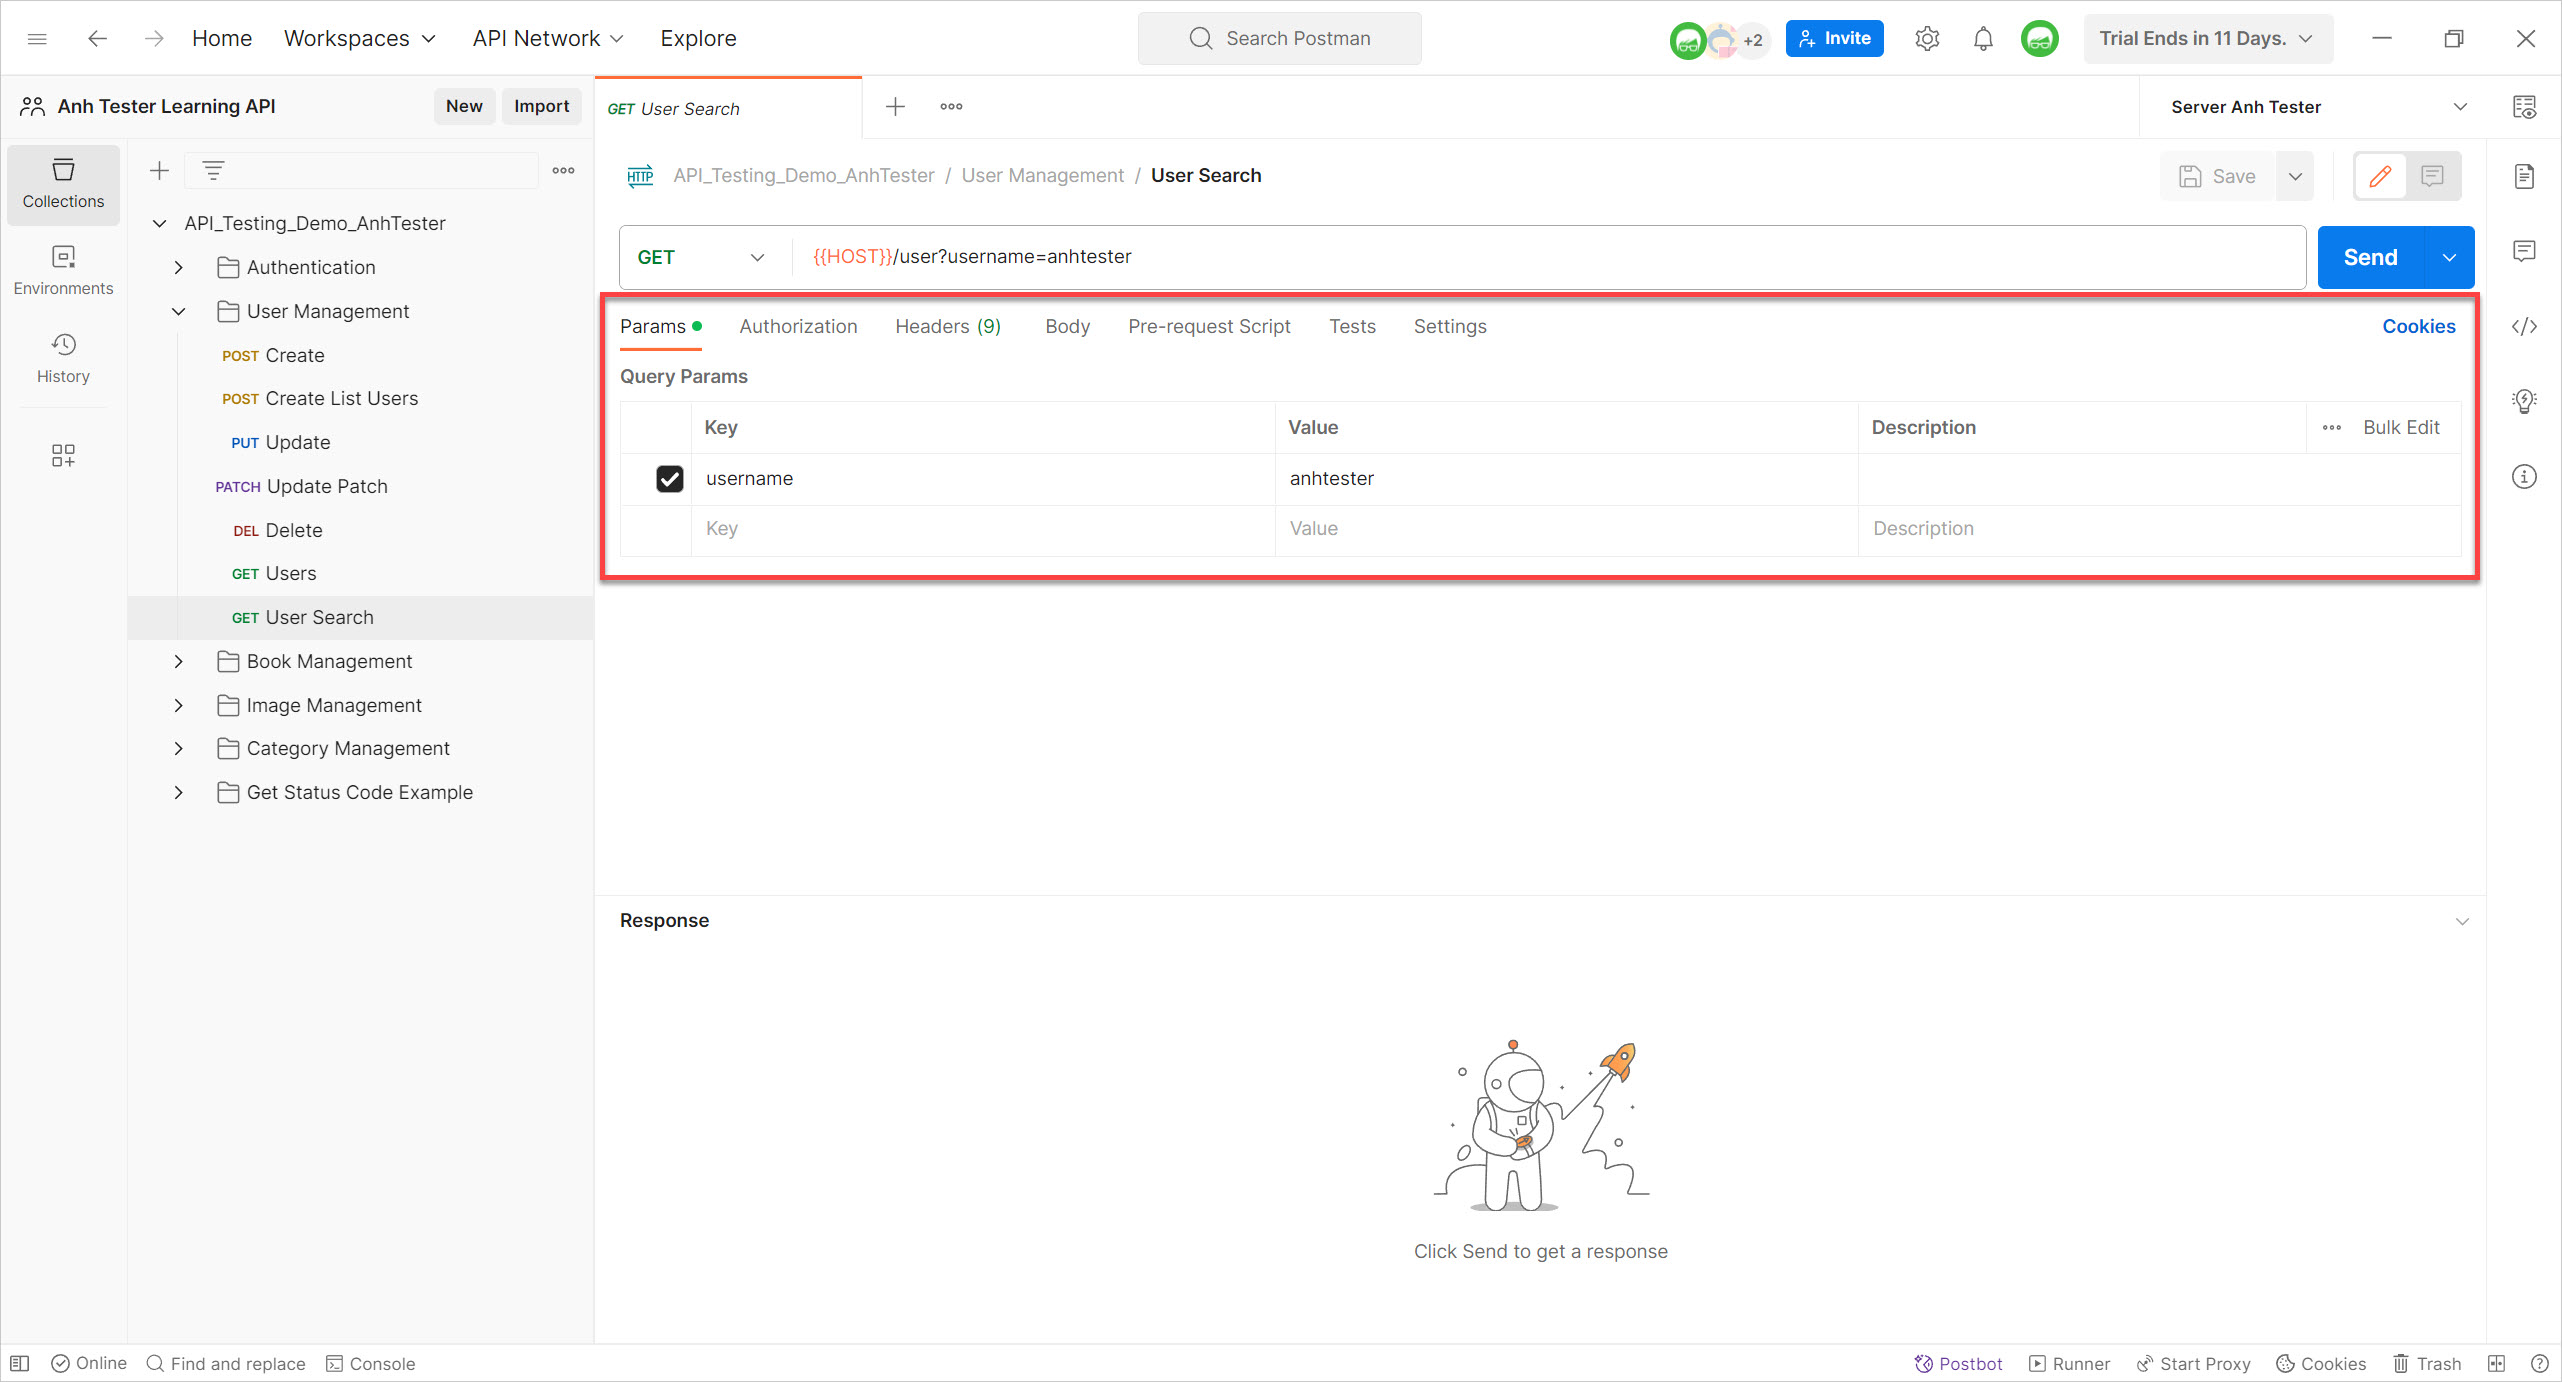 Home Workspaces API Network Explore Search Postman +2 Invite Trial Ends in 11 Days.
Anh Tester Learning API New Import GET User Search Server Anh Tester
Collections
Environments
History
API_Testing_Demo_AnhTester
Authentication
User Management
POST Create
POST Create List Users
PUT Update
PATCH Update Patch
DEL Delete
GET Users
GET User Search
Book Management
Image Management
Category Management
Get Status Code Example
HTTP API_Testing_Demo_AnhTester / User Management / User Search Save
GET {{HOST}}/user?username=anhtester Send
Params Authorization Headers (9) Body Pre-request Script Tests Settings Cookies
Query Params
Key Value Description Bulk Edit
username anhtester
Key Value Description
Response
Click Send to get a response
Online Find and replace Console Postbot Runner Start Proxy Cookies Trash